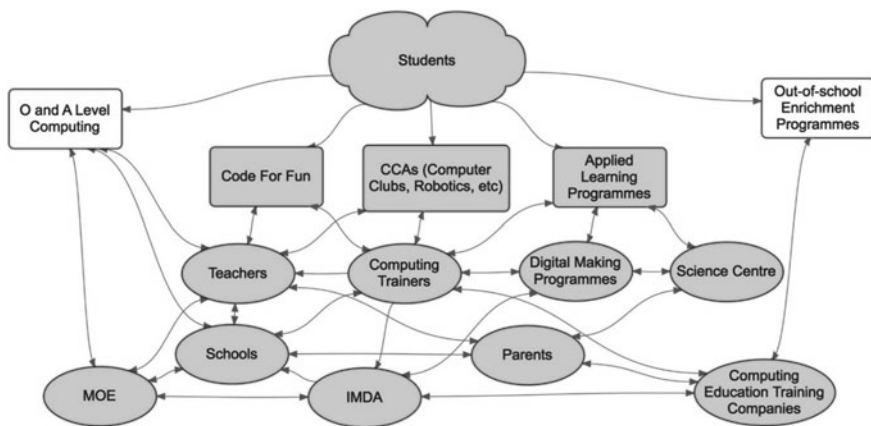 Students
O and A Level
Computing
Out-of-school
Enrichment
Programmes
Code For Fun
CCAs (Computer
Clubs, Robotics, etc)
Applied
Learning
Programmes
Teachers
Computing
Trainers
Digital Making
Programmes
Science Centre
Schools
Parents
MOE
IMDA
Computing
Education Training
Companies